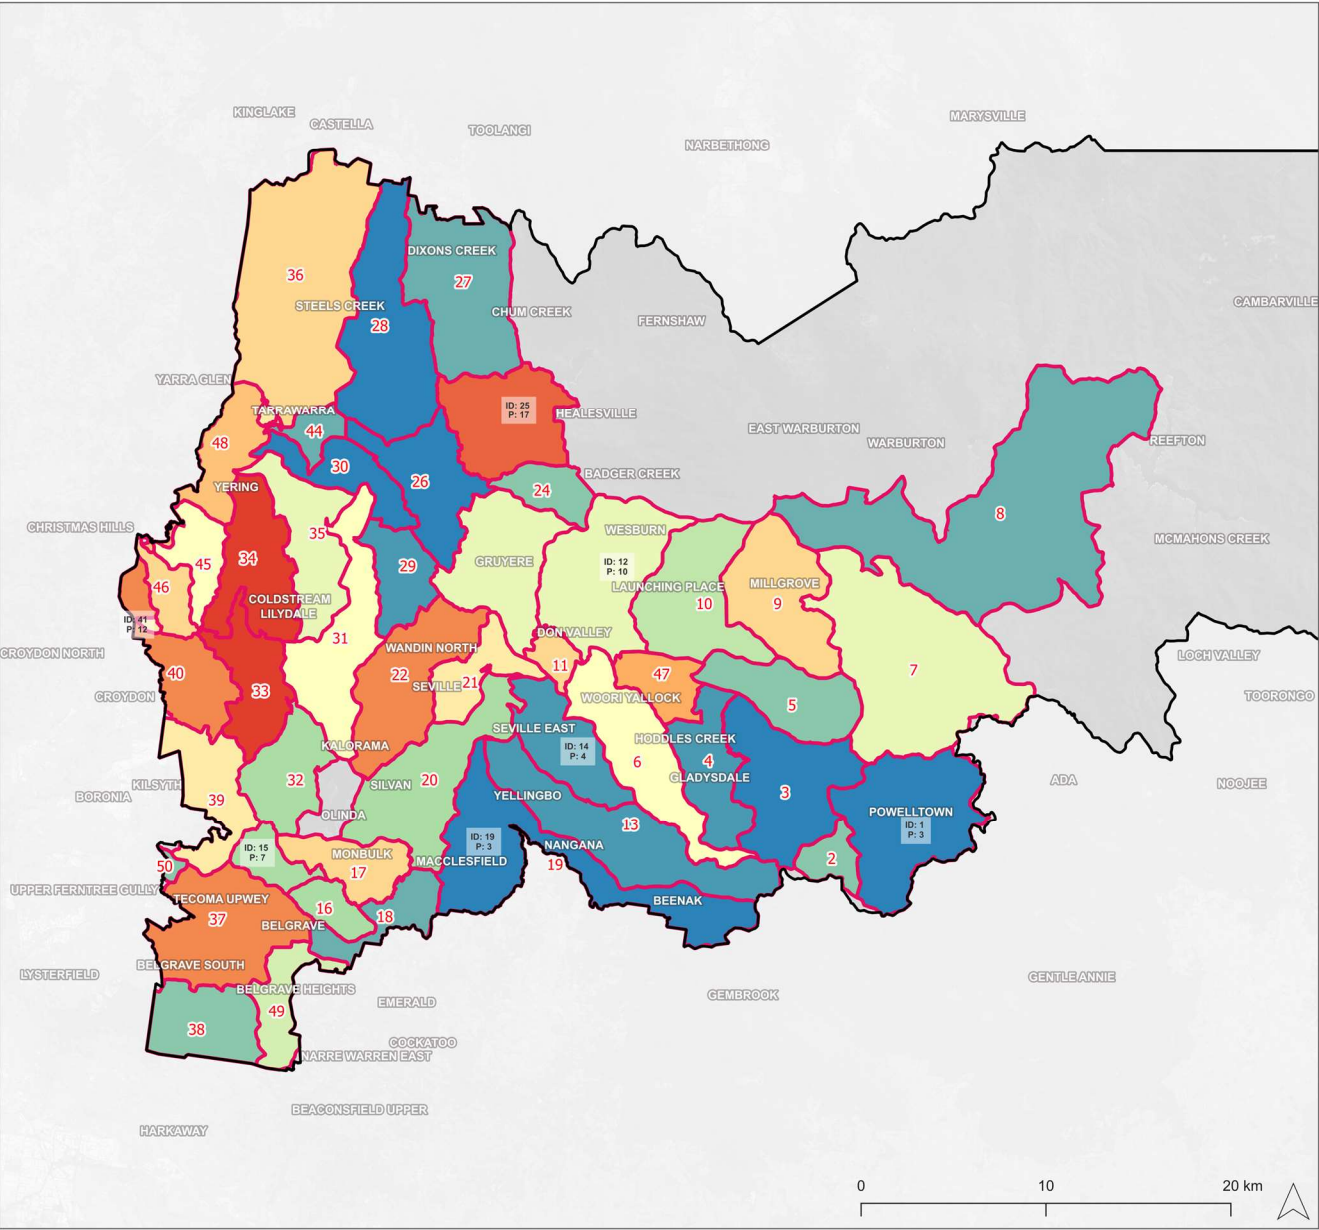 KINGLAKE
MARYSVILLE
CASTELLA
TOOLANGI
NARBETHONG
DIXONS CREEK
36
27
CAMBARVILLE
STEELS CREEK
CHUM CREEK
FERNSHAW
28
YARRA GLEN
TARRAWARRA
ID: 25
P: 17
HEALESVILLE
44
EAST WARBURTON
48
WARBURTON
REEFTON
30
BADGER CREEK
26
YERING
24
8
CHRISTMAS HILLS
35
WESBURN
MCMAHONS CREEK
34
45
GRUYERE
29
ID: 12
P: 10
46
LAUNCHING PLACE
MILLGROVE
COLDSTREAM
10
9
LILYDALE
ID: 41
P: 12
DON VALLEY
31
WANDIN NORTH
CROYDON NORTH
LOCH VALLEY
11
7
40
22
47
SEVILLE
21
33
CROYDON
WOORI YALLOCK
TOORONGO
5
SEVILLE EAST
HODDLES CREEK
KALORAMA
ID: 14
P: 4
6
4
GLADYSDALE
32
20
KILSYTH
SILVAN
ADA
NOOJEE
BORONIA
YELLINGBO
3
39
POWELLTOWN
OLINDA
13
ID: 1
P: 3
ID: 19
P: 3
NANGANA
ID: 15
P: 7
MONBULK
2
MACCLESFIELD
50
19
17
UPPER FERNTREE GULLY
TECOMA UPWEY
BEENAK
16
37
18
BELGRAVE
BELGRAVE SOUTH
LYSTERFIELD
GENTLE ANNIE
BELGRAVE HEIGHTS
GEMBROOK
EMERALD
49
38
COCKATOO
NARRE WARREN EAST
BEACONSFIELD UPPER
HARKAWAY
0 10 20 km